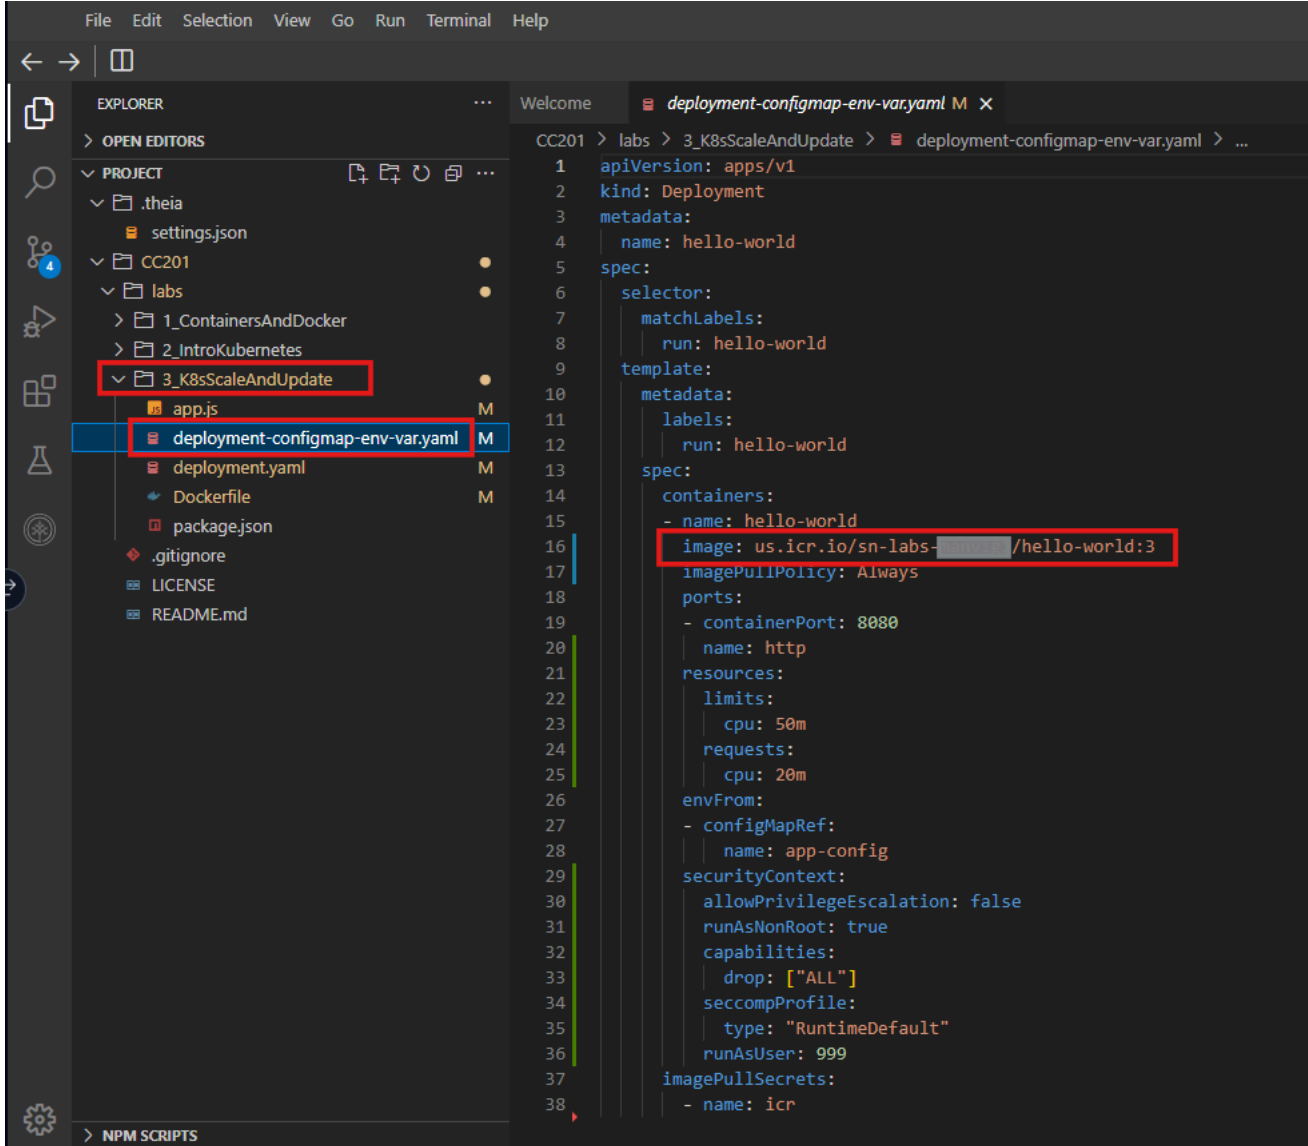 File Edit Selection View Go Run Terminal Help
EXPLORER
OPEN EDITORS
PROJECT
.theia
settings.json
CC201
labs
1_ContainersAndDocker
2_IntroKubernetes
3_K8sScaleAndUpdate
app.js M
deployment-configmap-env-var.yaml M
deployment.yaml M
Dockerfile M
package.json
.gitignore
LICENSE
README.md
NPM SCRIPTS
4
Welcome deployment-configmap-env-var.yaml M
CC201 > labs > 3_K8sScaleAndUpdate > deployment-configmap-env-var.yaml > ...
1 apiVersion: apps/v1
2 kind: Deployment
3 metadata:
4 name: hello-world
5 spec:
6 selector:
7 matchLabels:
8 run: hello-world
9 template:
10 metadata:
11 labels:
12 run: hello-world
13 spec:
14 containers:
15 - name: hello-world
16 image: us.icr.io/sn-labs- /hello-world:3
17 imagePullPolicy: Always
18 ports:
19 - containerPort: 8080
20 name: http
21 resources:
22 limits:
23 cpu: 50m
24 requests:
25 cpu: 20m
26 envFrom:
27 - configMapRef:
28 name: app-config
29 securityContext:
30 allowPrivilegeEscalation: false
31 runAsNonRoot: true
32 capabilities:
33 drop: ["ALL"]
34 seccompProfile:
35 type: "RuntimeDefault"
36 runAsUser: 999
37 imagePullSecrets:
38 - name: icr